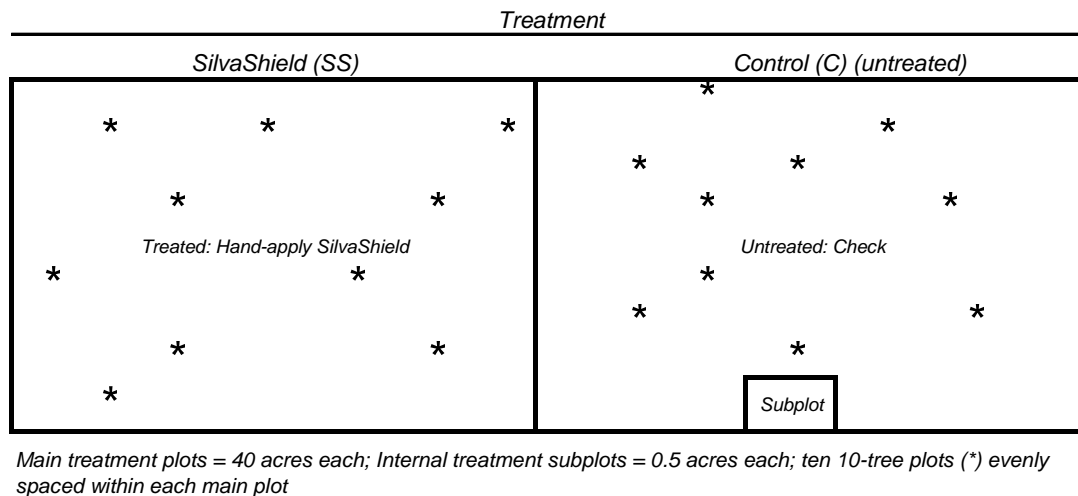 Treatment
SilvaShield (SS)
Control (C) (untreated)
*
* * * *
* *
* * * *
Treated: Hand-apply SilvaShield
Untreated: Check
* * *
* *
* * *
*
Subplot
Main treatment plots = 40 acres each; Internal treatment subplots = 0.5 acres each; ten 10-tree plots (*) evenly
spaced within each main plot